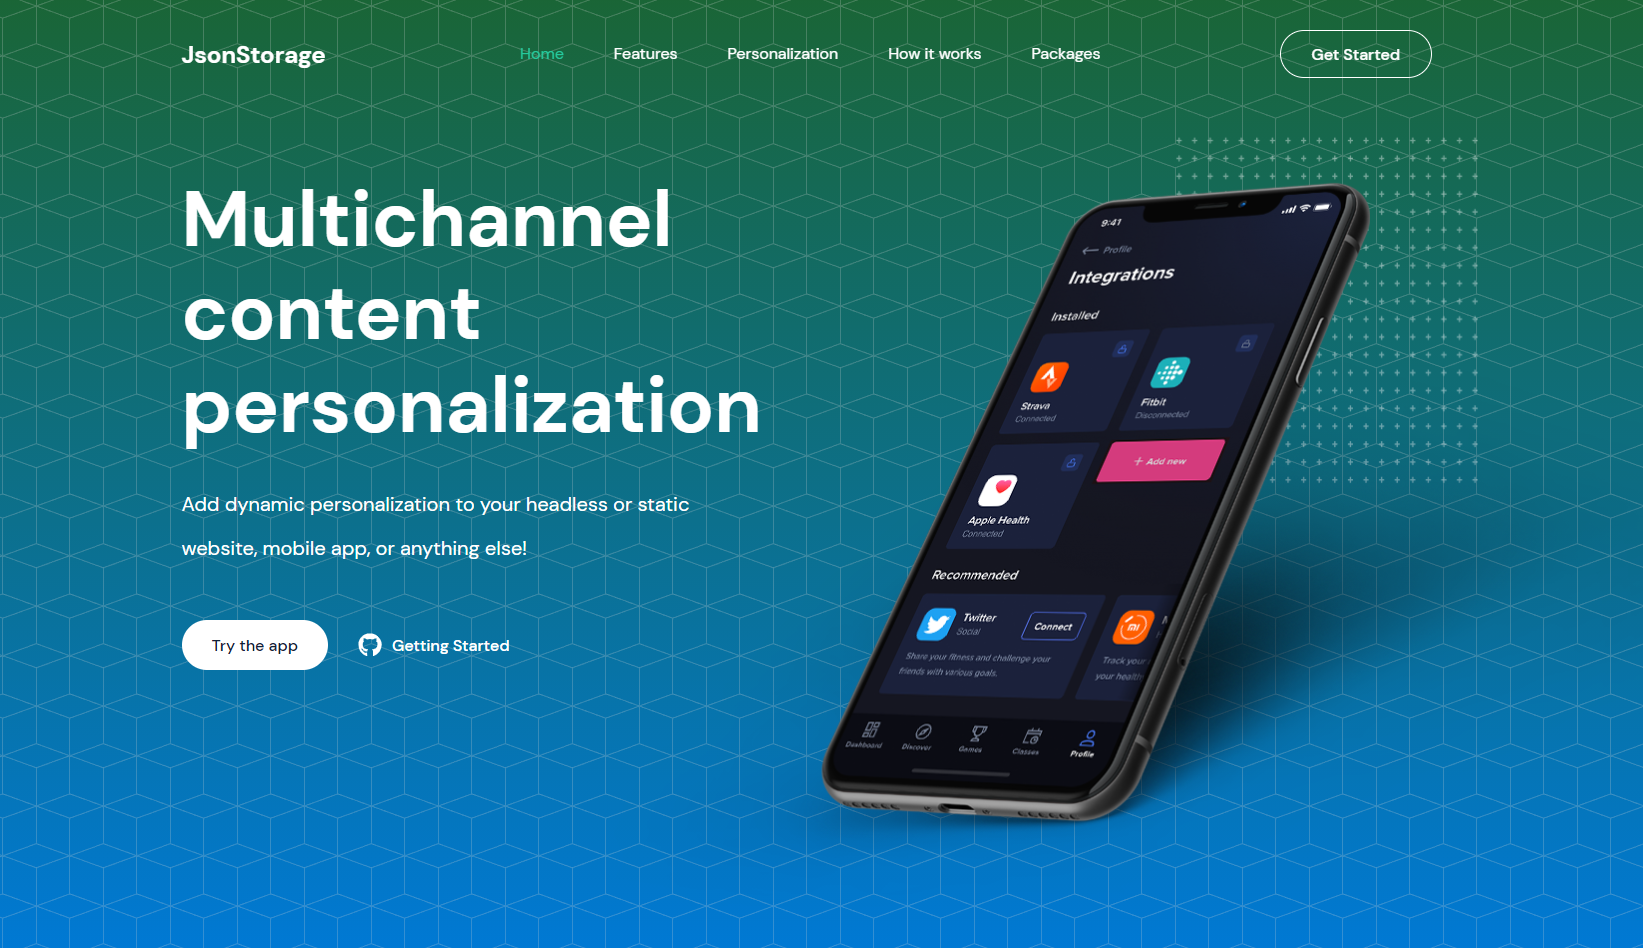 JsonStorage
Home
Features
Personalization
How it works
Packages
Get Started
Multichannel
content
personalization
Add dynamic personalization to your headless or static
website, mobile app, or anything else!
Try the app
Getting Started
9:41
Profile
Integrations
Installed
Strava
Connected
Fitbit
Disconnected
+ Add new
Apple Health
Connected
Recommended
Twitter
Social
Connect
Share your fitness and challenge your
friends with various goals.
mi
Track your
your health
Dashboard
Discover
Games
Classes
Profile